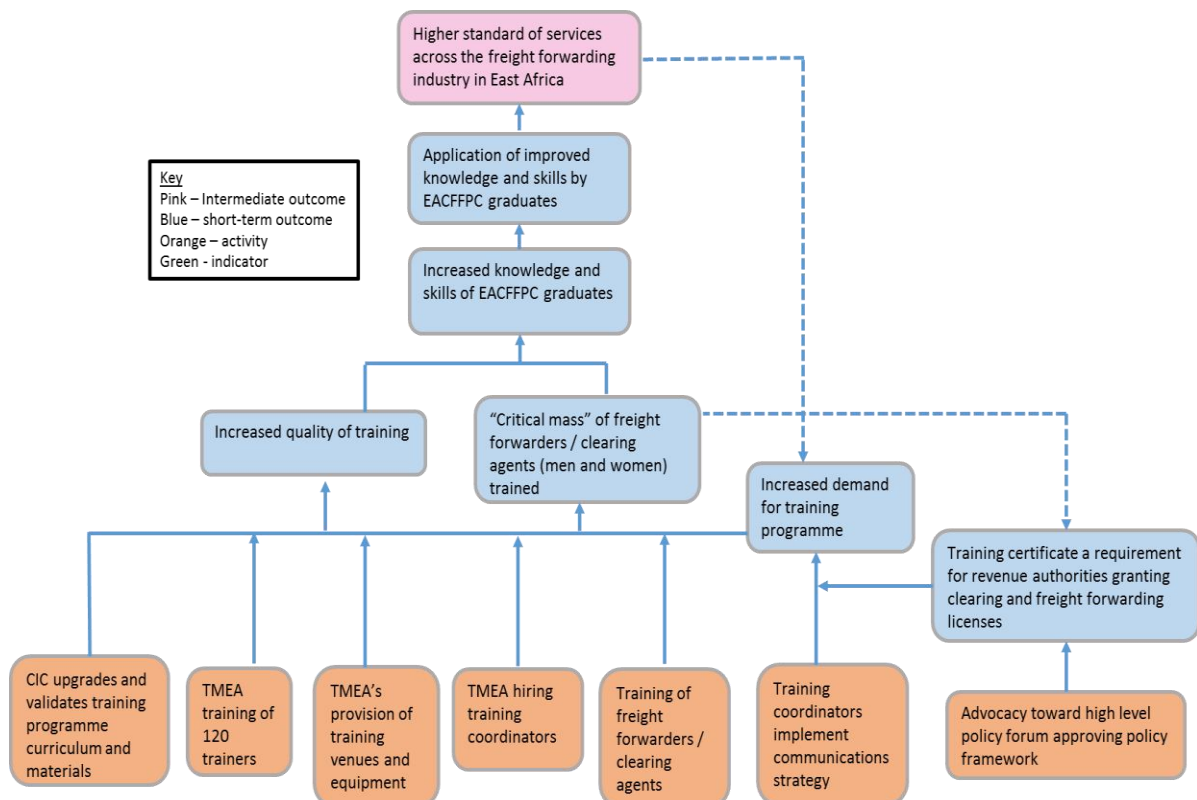 Higher standard of services
across the freight forwarding
industry in East Africa
Application of improved
knowledge and skills by
EACFFPC graduates
Key
Pink – Intermediate outcome
Blue – short-term outcome
Orange – activity
Green - indicator
Increased knowledge and
skills of EACFFPC graduates
Increased quality of training
“Critical mass” of freight
forwarders / clearing
agents (men and women)
trained
Increased demand
for training
programme
Training certificate a requirement
for revenue authorities granting
clearing and freight forwarding
licenses
CIC upgrades and
validates training
programme
curriculum and
materials
TMEA
training of
120
trainers
TMEA’s
provision of
training
venues and
equipment
TMEA hiring
training
coordinators
Training of
freight
forwarders /
clearing
agents
Training
coordinators
implement
communications
strategy
Advocacy toward high level
policy forum approving policy
framework